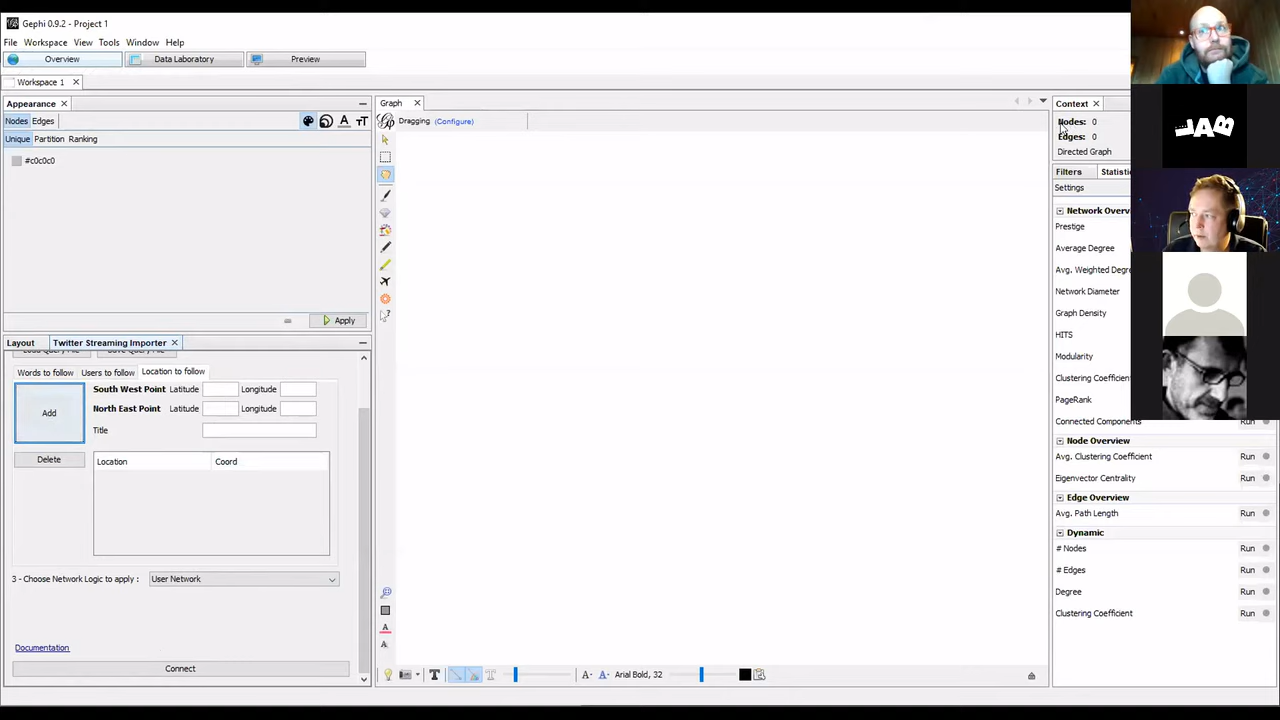 Gephi 0.9.2 - Project 1
File Workspace View Tools Window Help
Overview Data Laboratory Preview
Workspace 1
Appearance
Nodes Edges
Unique Partition Ranking
#c0c0c0
Apply
Layout Twitter Streaming Importer
Words to follow Users to follow Location to follow
Add
South West Point Latitude Longitude
North East Point Latitude Longitude
Title
Delete
Location Coord
3 - Choose Network Logic to apply : User Network
Documentation
Connect
Graph
Dragging (Configure)
Arial Bold, 32
Context
Nodes: 0
Edges: 0
Directed Graph
Filters
Settings
Prestige
Average Degree
Network Diameter
Graph Density
HITS
Modularity
PageRank
Connected Components Run
Node Overview
Avg. Clustering Coefficient Run
Eigenvector Centrality Run
Edge Overview
Avg. Path Length Run
Dynamic
# Nodes Run
# Edges Run
Degree Run
Clustering Coefficient Run
JAB